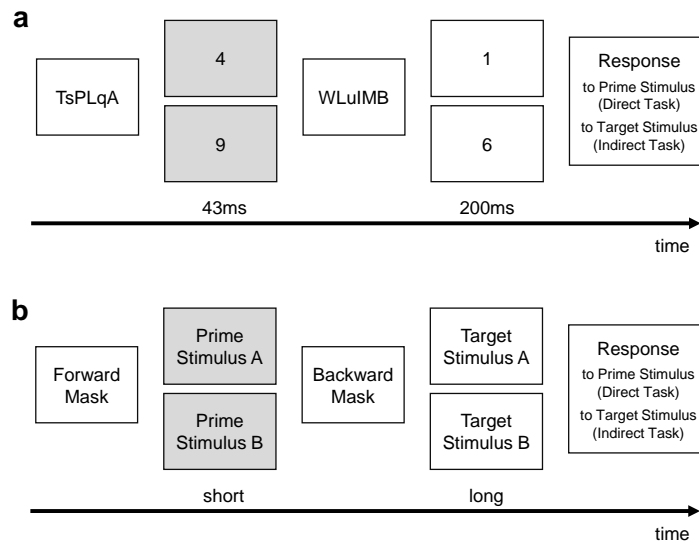 a
TsPLqA
4
9
WLuIMB
1
6
Response
to Prime Stimulus
(Direct Task)
to Target Stimulus
(Indirect Task)
43ms
200ms
time
b
Forward
Mask
Prime
Stimulus A
Prime
Stimulus B
Backward
Mask
Target
Stimulus A
Target
Stimulus B
Response
to Prime Stimulus
(Direct Task)
to Target Stimulus
(Indirect Task)
short
long
time